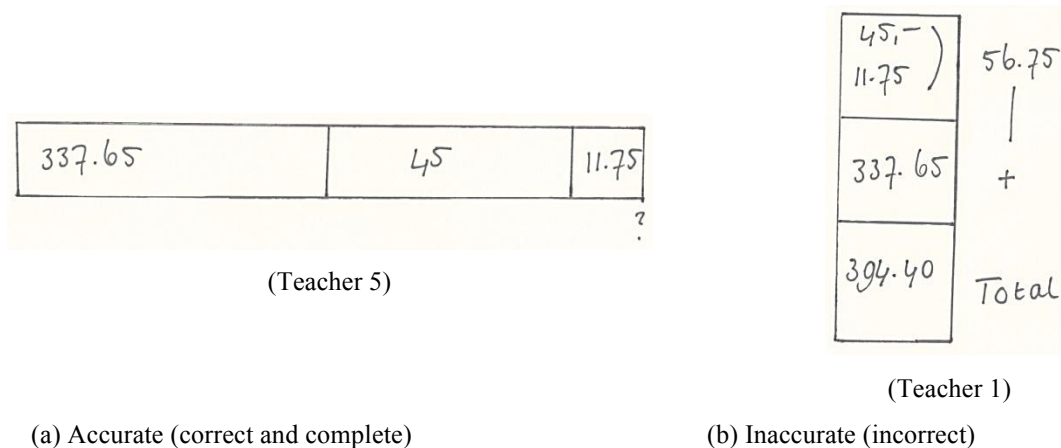 337.65 45 11.75
?
(Teacher 5)
(a) Accurate (correct and complete)
45,-
11.75 ) 56.75
337.65 +
394.40 Total
(Teacher 1)
(b) Inaccurate (incorrect)